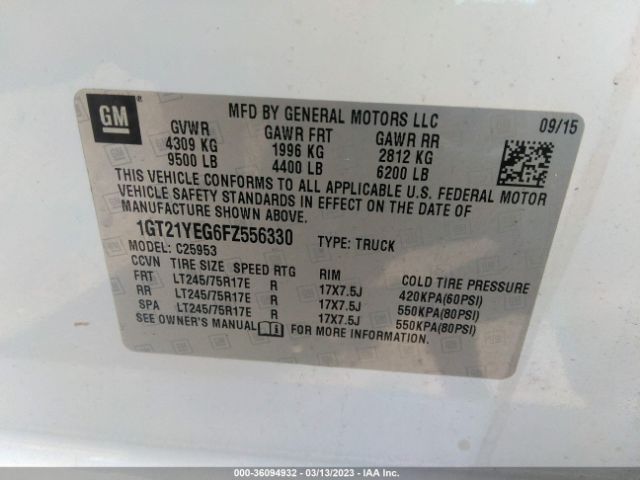 GM
MFD BY GENERAL MOTORS LLC
09/15
GVWR GAWR FRT GAWR RR
4309 KG 1996 KG 2812 KG
9500 LB 4400 LB 6200 LB
THIS VEHICLE CONFORMS TO ALL APPLICABLE U.S. FEDERAL MOTOR
VEHICLE SAFETY STANDARDS IN EFFECT ON THE DATE OF
MANUFACTURE SHOWN ABOVE.
1GT21YEG6FZ556330 TYPE: TRUCK
MODEL: C25953
CCVN TIRE SIZE SPEED RTG RIM COLD TIRE PRESSURE
FRT LT245/75R17E R 17X7.5J 420KPA(60PSI)
RR LT245/75R17E R 17X7.5J 550KPA(80PSI)
SPA LT245/75R17E R 17X7.5J 550KPA(80PSI)
SEE OWNER'S MANUAL FOR MORE INFORMATION.
000-36094932 - 03/13/2023 - IAA Inc.